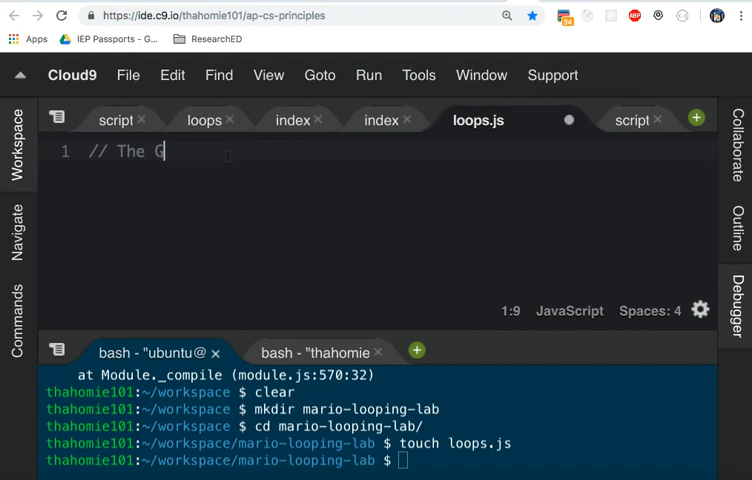 https://ide.c9.io/thahomie101/ap-cs-principles
34
ABP
Apps
IEP Passports - G...
ResearchED
Cloud9 File Edit Find View Goto Run Tools Window Support
script loops index index loops.js script
Workspace
Navigate
Commands
Collaborate
Outline
Debugger
1 // The G
1:9 JavaScript Spaces: 4
bash - "ubuntu@ bash - "thahomie
at Module._compile (module.js:570:32)
thahomie101:~/workspace $ clear
thahomie101:~/workspace $ mkdir mario-looping-lab
thahomie101:~/workspace $ cd mario-looping-lab/
thahomie101:~/workspace/mario-looping-lab $ touch loops.js
thahomie101:~/workspace/mario-looping-lab $